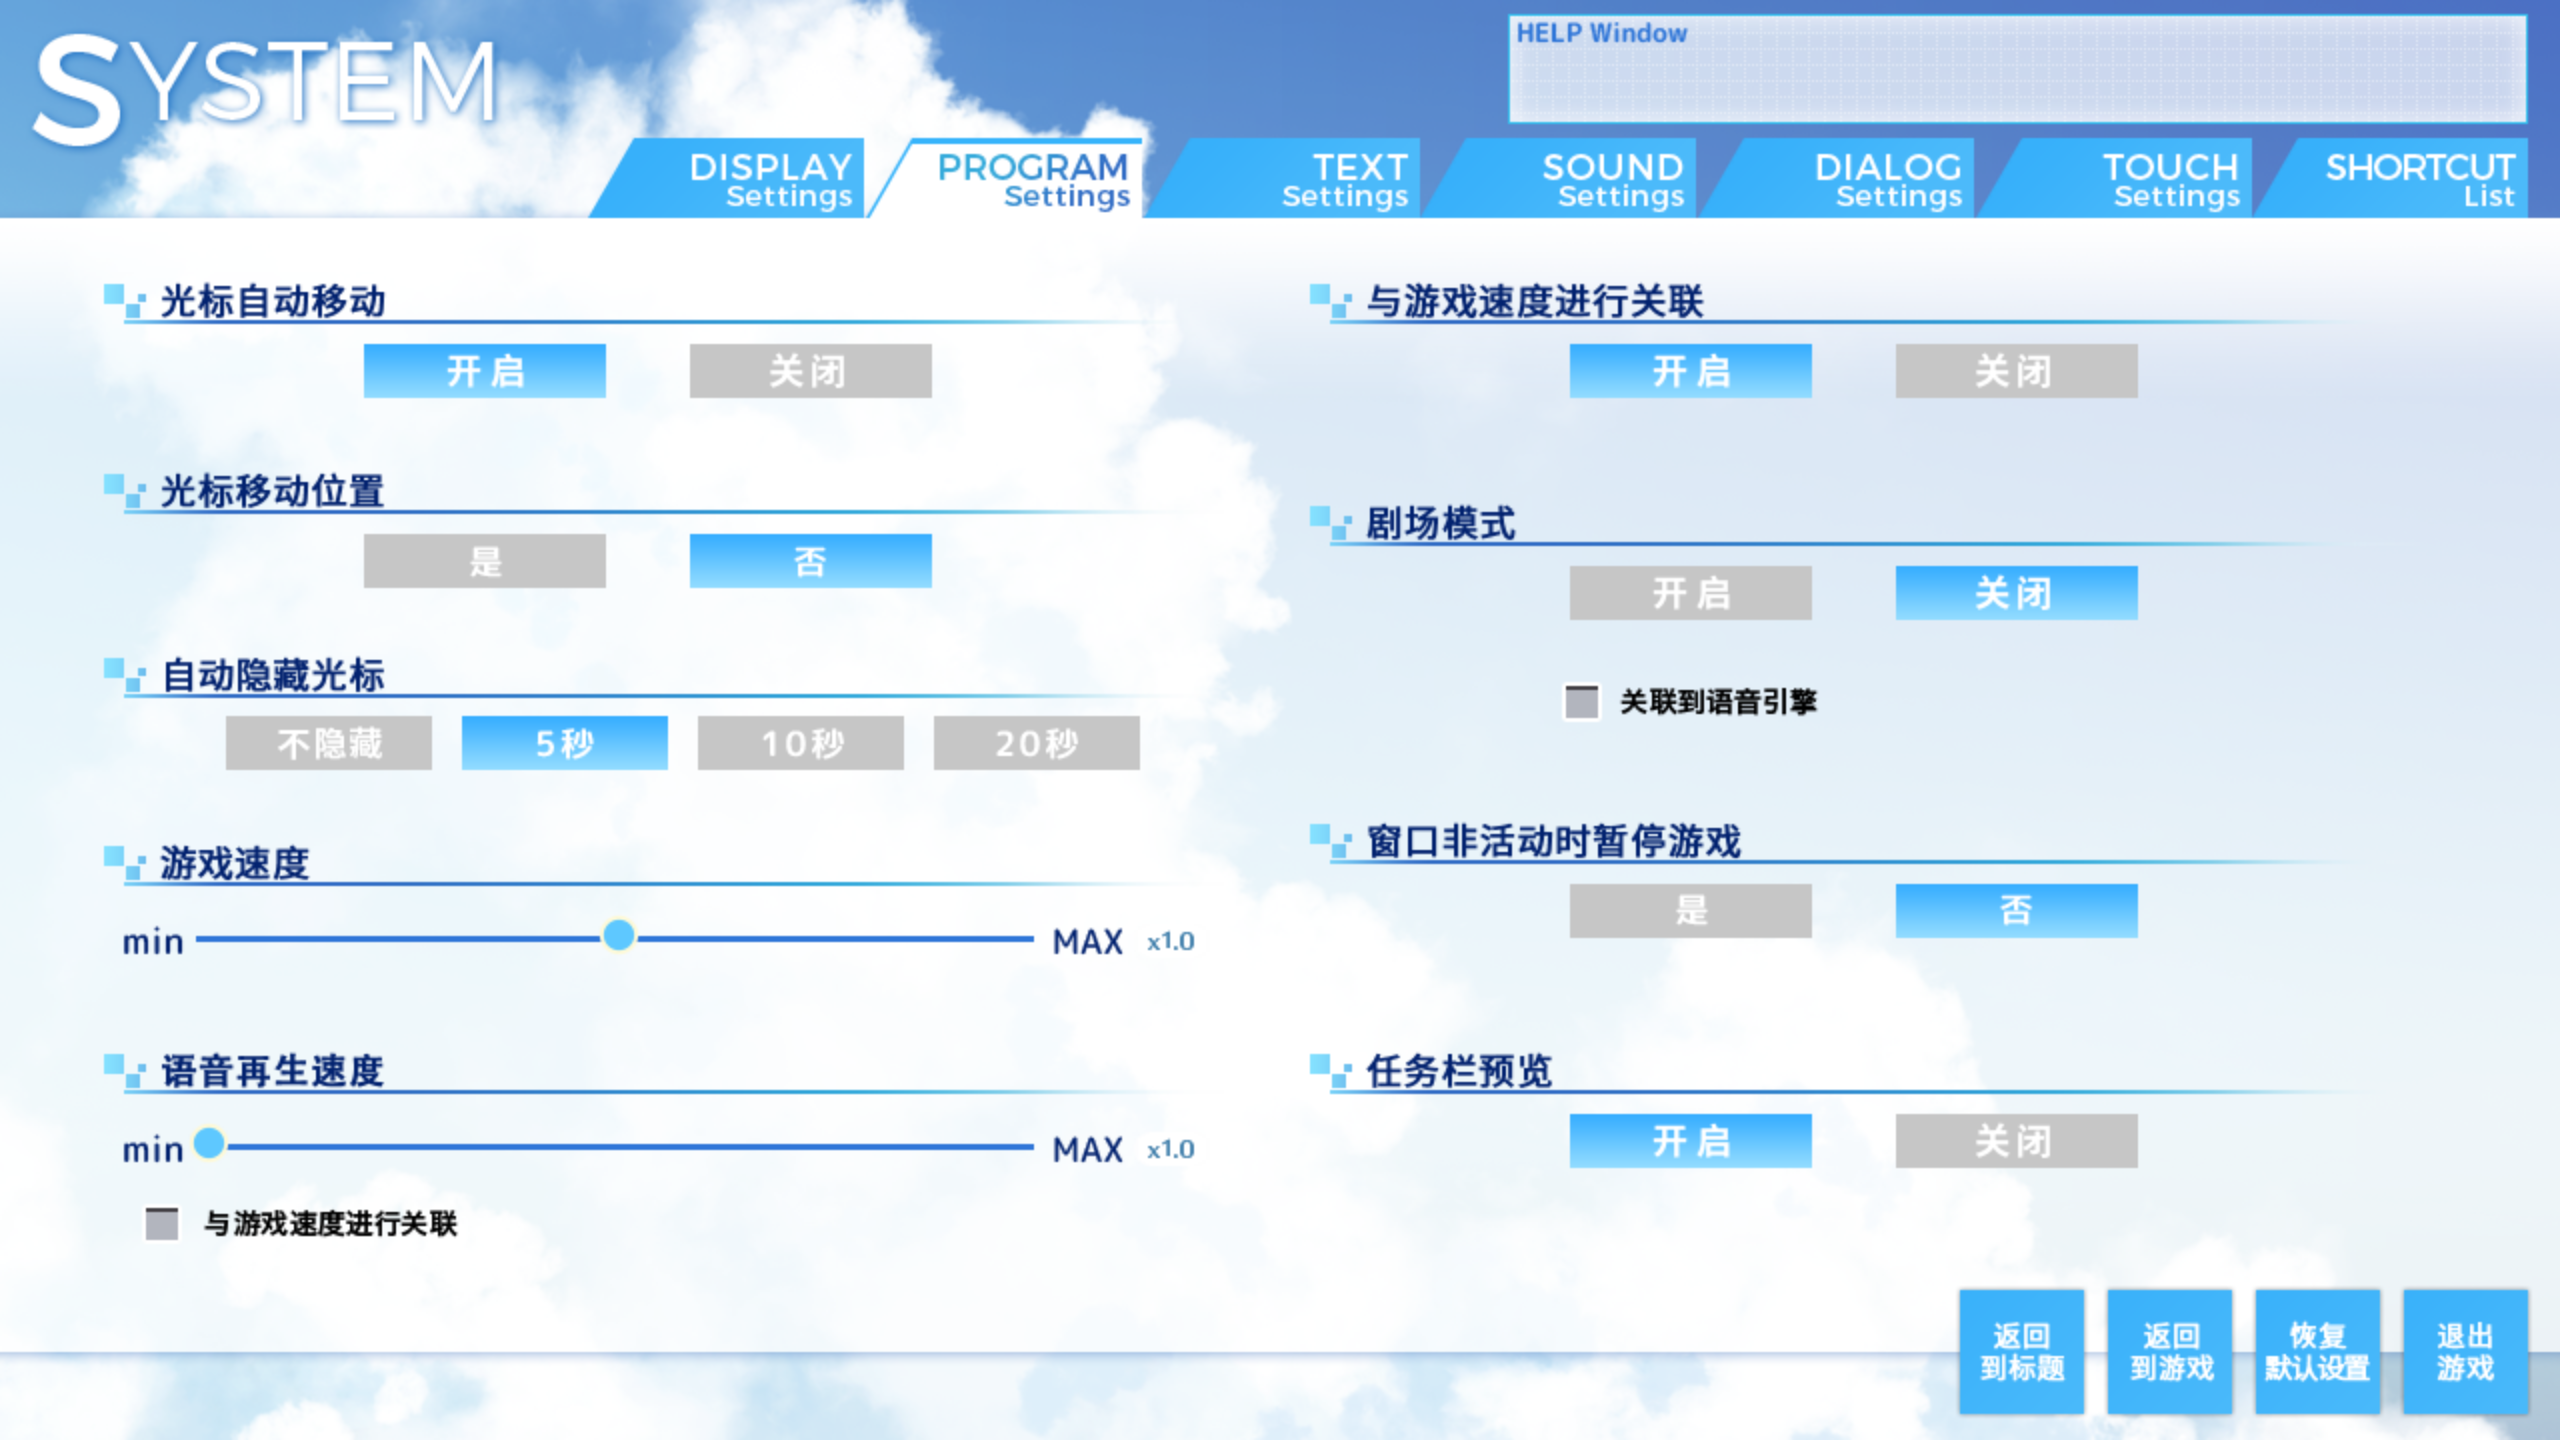 SYSTEM
HELP Window
DISPLAY
Settings
PROGRAM
Settings
TEXT
Settings
SOUND
Settings
DIALOG
Settings
TOUCH
Settings
SHORTCUT
List
光标自动移动
开启 关闭
光标移动位置
是 否
自动隐藏光标
不隐藏 5秒 10秒 20秒
游戏速度
min MAX x1.0
语音再生速度
min MAX x1.0
与游戏速度进行关联
与游戏速度进行关联
开启 关闭
剧场模式
开启 关闭
关联到语音引擎
窗口非活动时暂停游戏
是 否
任务栏预览
开启 关闭
返回
到标题
返回
到游戏
恢复
默认设置
退出
游戏